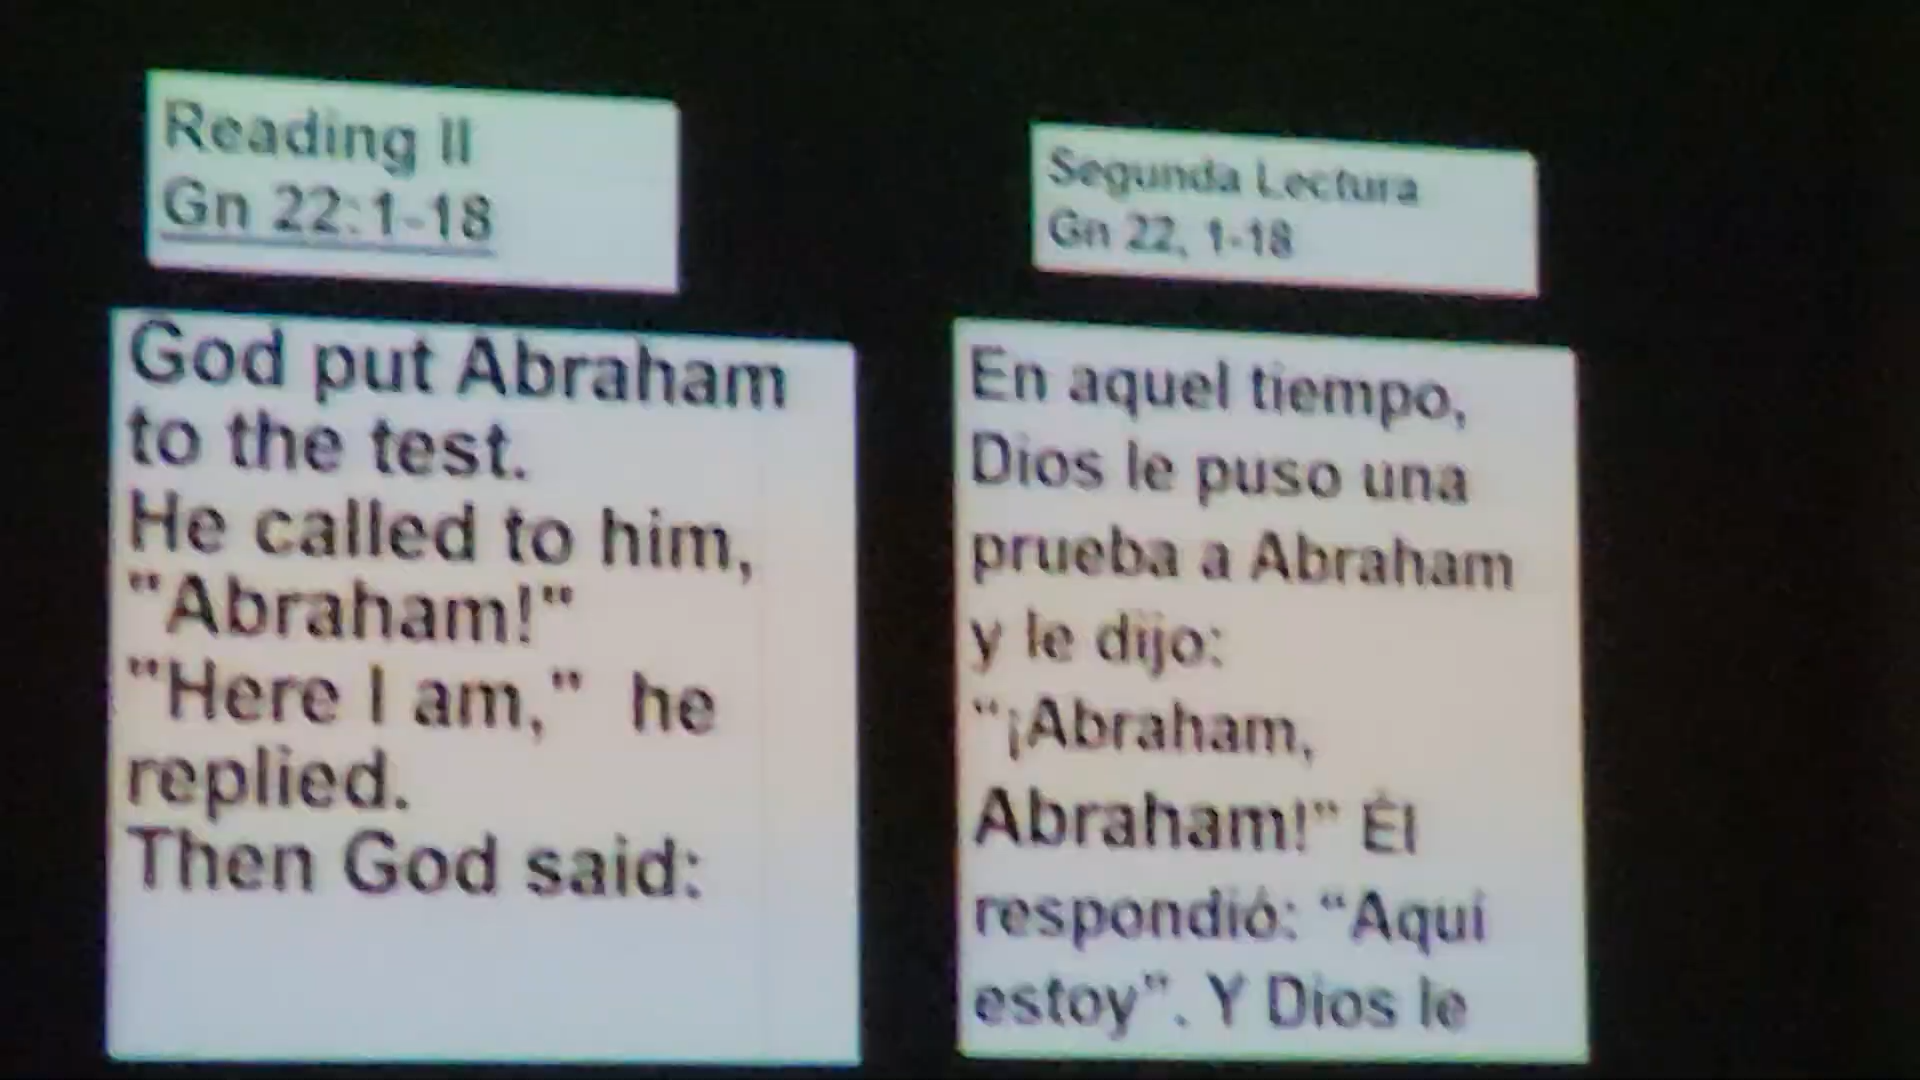 Reading II
Gn 22:1-18
God put Abraham
to the test.
He called to him,
"Abraham!"
"Here I am," he
replied.
Then God said:
Segunda Lectura
Gn 22, 1-18
En aquel tiempo,
Dios le puso una
prueba a Abraham
y le dijo:
“¡Abraham,
Abraham!” Él
respondió: “Aquí
estoy”. Y Dios le